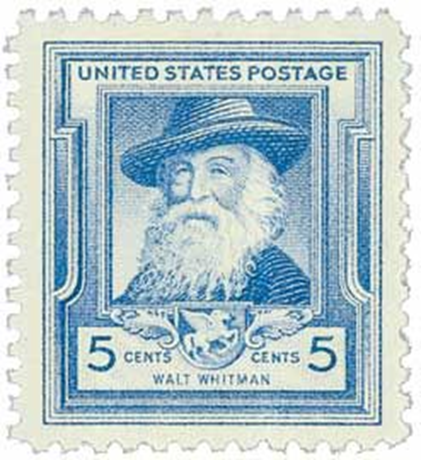 UNITED STATES POSTAGE
5 CENTS CENTS 5
WALT WHITMAN